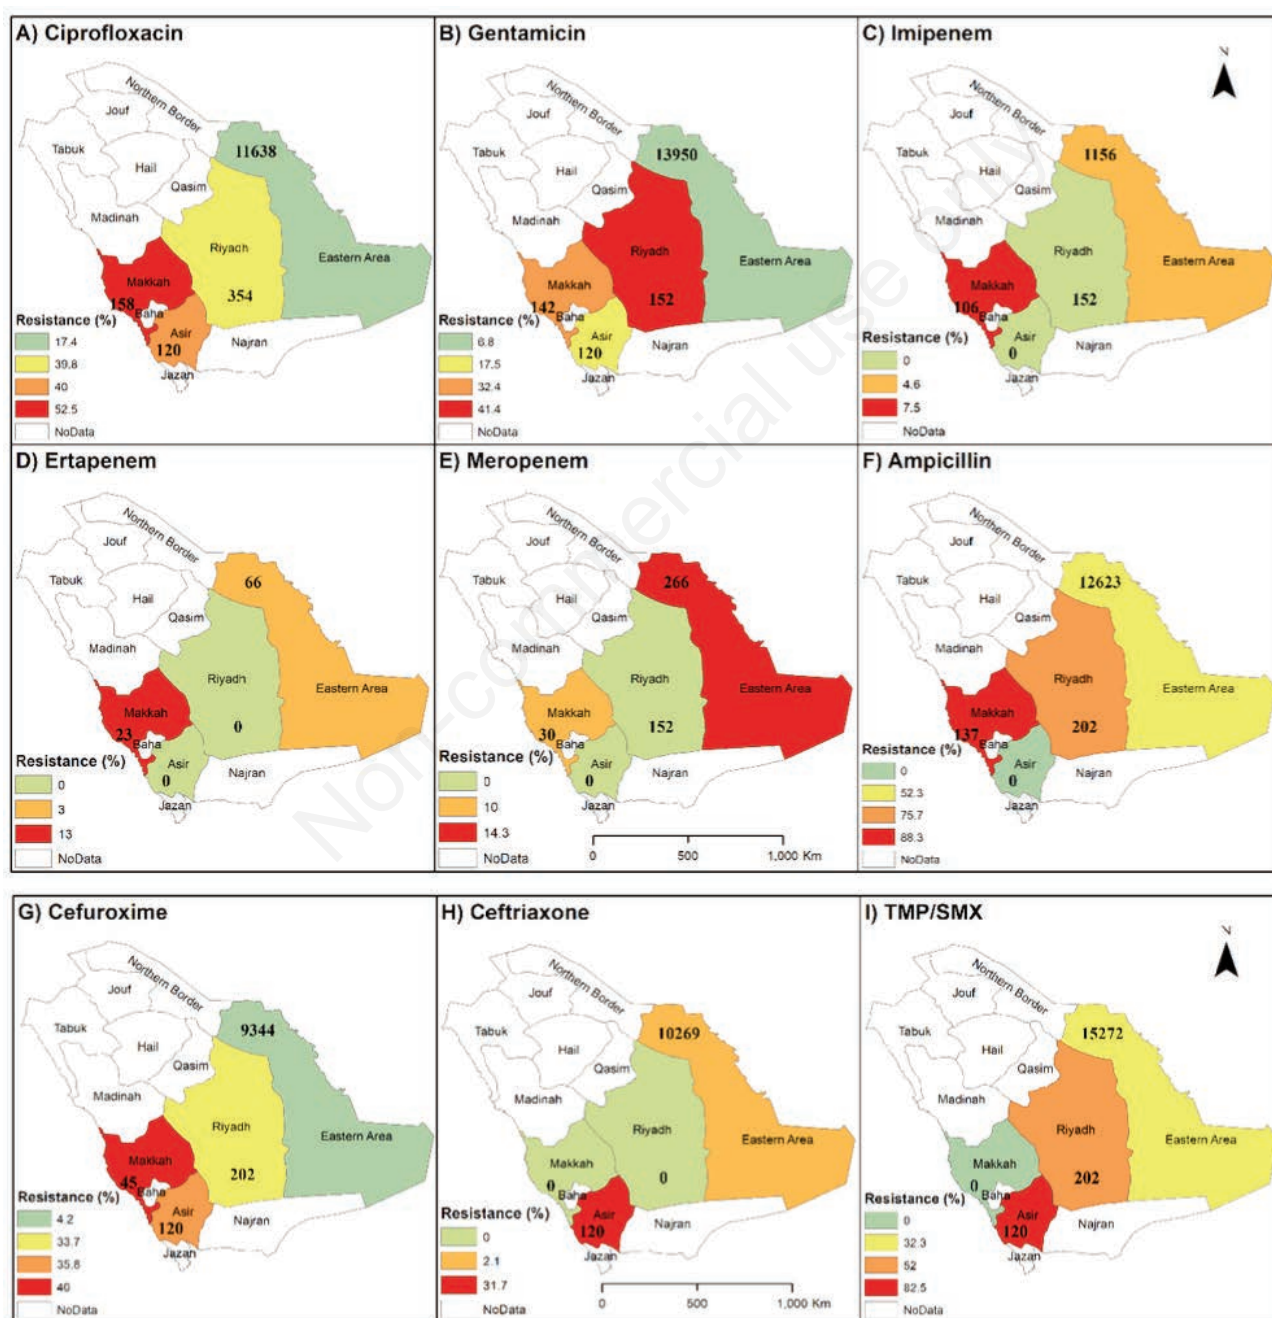 A) Ciprofloxacin
Northern Border
Jouf
Tabuk
Hail
Qasim
Madinah
11638
Riyadh
Eastern Area
Makkah
354
158
Baha
Asir
120
Najran
Jazan
Resistance (%)
17.4
39.8
40
52.5
NoData
B) Gentamicin
Northern Border
Jouf
Tabuk
Hail
Qasim
Madinah
13950
Riyadh
Eastern Area
Makkah
152
142
Baha
Asir
120
Najran
Jazan
Resistance (%)
6.8
17.5
32.4
41.4
NoData
C) Imipenem
N
Northern Border
Jouf
Tabuk
Hail
Qasim
Madinah
1156
Riyadh
Eastern Area
Makkah
152
106
Baha
Asir
0
Najran
Jazan
Resistance (%)
0
4.6
7.5
NoData
D) Ertapenem
Northern Border
Jouf
Tabuk
Hail
Qasim
Madinah
66
Riyadh
Eastern Area
Makkah
0
23
Baha
Asir
0
Najran
Jazan
Resistance (%)
0
3
13
NoData
E) Meropenem
Northern Border
Jouf
Tabuk
Hail
Qasim
Madinah
266
Riyadh
Eastern Area
Makkah
152
30
Baha
Asir
0
Najran
Jazan
Resistance (%)
0
10
14.3
NoData
0 500 1,000 Km
F) Ampicillin
Northern Border
Jouf
Tabuk
Hail
Qasim
Madinah
12623
Riyadh
Eastern Area
Makkah
202
137
Baha
Asir
0
Najran
Jazan
Resistance (%)
0
52.3
75.7
88.3
NoData
G) Cefuroxime
Northern Border
Jouf
Tabuk
Hail
Qasim
Madinah
9344
Riyadh
Eastern Area
Makkah
202
45
Baha
Asir
120
Najran
Jazan
Resistance (%)
4.2
33.7
35.8
40
NoData
H) Ceftriaxone
Northern Border
Jouf
Tabuk
Hail
Qasim
Madinah
10269
Riyadh
Eastern Area
Makkah
0
0
Baha
Asir
120
Najran
Jazan
Resistance (%)
0
2.1
31.7
NoData
0 500 1,000 Km
I) TMP/SMX
N
Northern Border
Jouf
Tabuk
Hail
Qasim
Madinah
15272
Riyadh
Eastern Area
Makkah
202
0
Baha
Asir
120
Najran
Jazan
Resistance (%)
0
32.3
52
82.5
NoData
Non-commercial use only